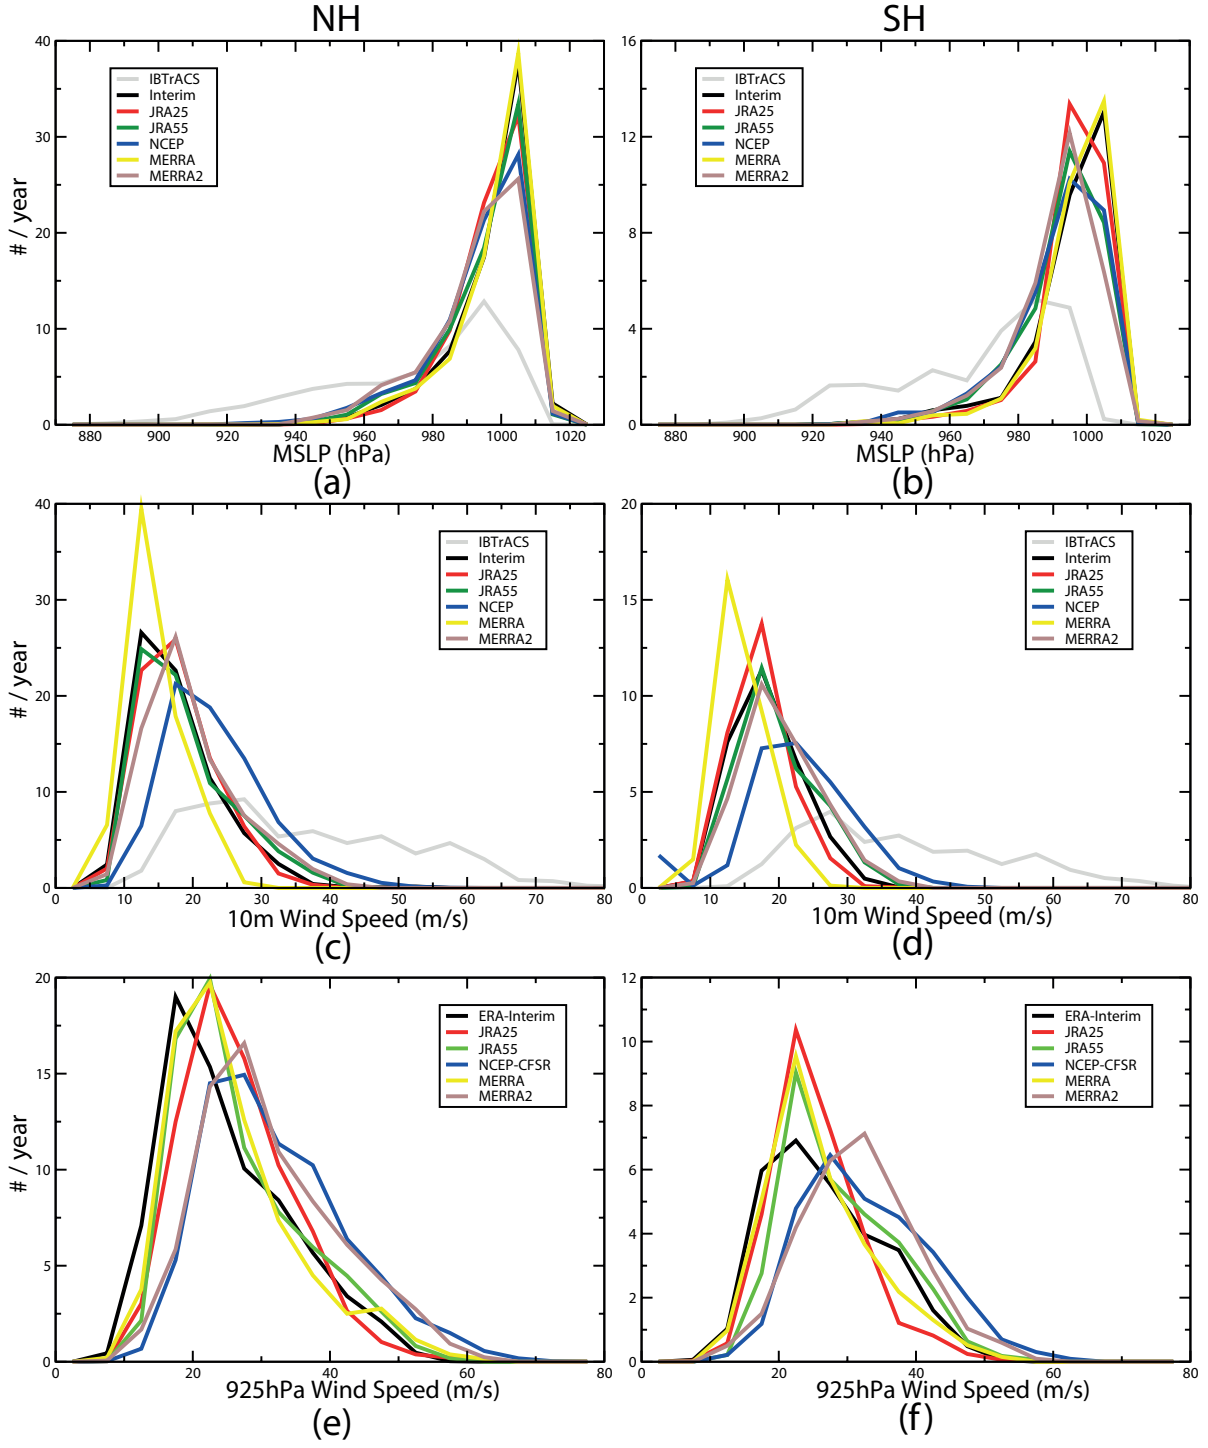 NH
SH
40
30
20
10
0
# / year
IBTrACS
Interim
JRA25
JRA55
NCEP
MERRA
MERRA2
880 900 920 940 960 980 1000 1020
MSLP (hPa)
(a)
16
12
8
4
0
IBTrACS
Interim
JRA25
JRA55
NCEP
MERRA
MERRA2
880 900 920 940 960 980 1000 1020
MSLP (hPa)
(b)
40
30
20
10
0
# / year
IBTrACS
Interim
JRA25
JRA55
NCEP
MERRA
MERRA2
0 10 20 30 40 50 60 70 80
10m Wind Speed (m/s)
(c)
20
15
10
5
0
IBTrACS
Interim
JRA25
JRA55
NCEP
MERRA
MERRA2
0 10 20 30 40 50 60 70 80
10m Wind Speed (m/s)
(d)
20
15
10
5
0
# / year
ERA-Interim
JRA25
JRA55
NCEP-CFSR
MERRA
MERRA2
0 20 40 60 80
925hPa Wind Speed (m/s)
(e)
12
10
8
6
4
2
0
ERA-Interim
JRA25
JRA55
NCEP-CFSR
MERRA
MERRA2
0 20 40 60 80
925hPa Wind Speed (m/s)
(f)